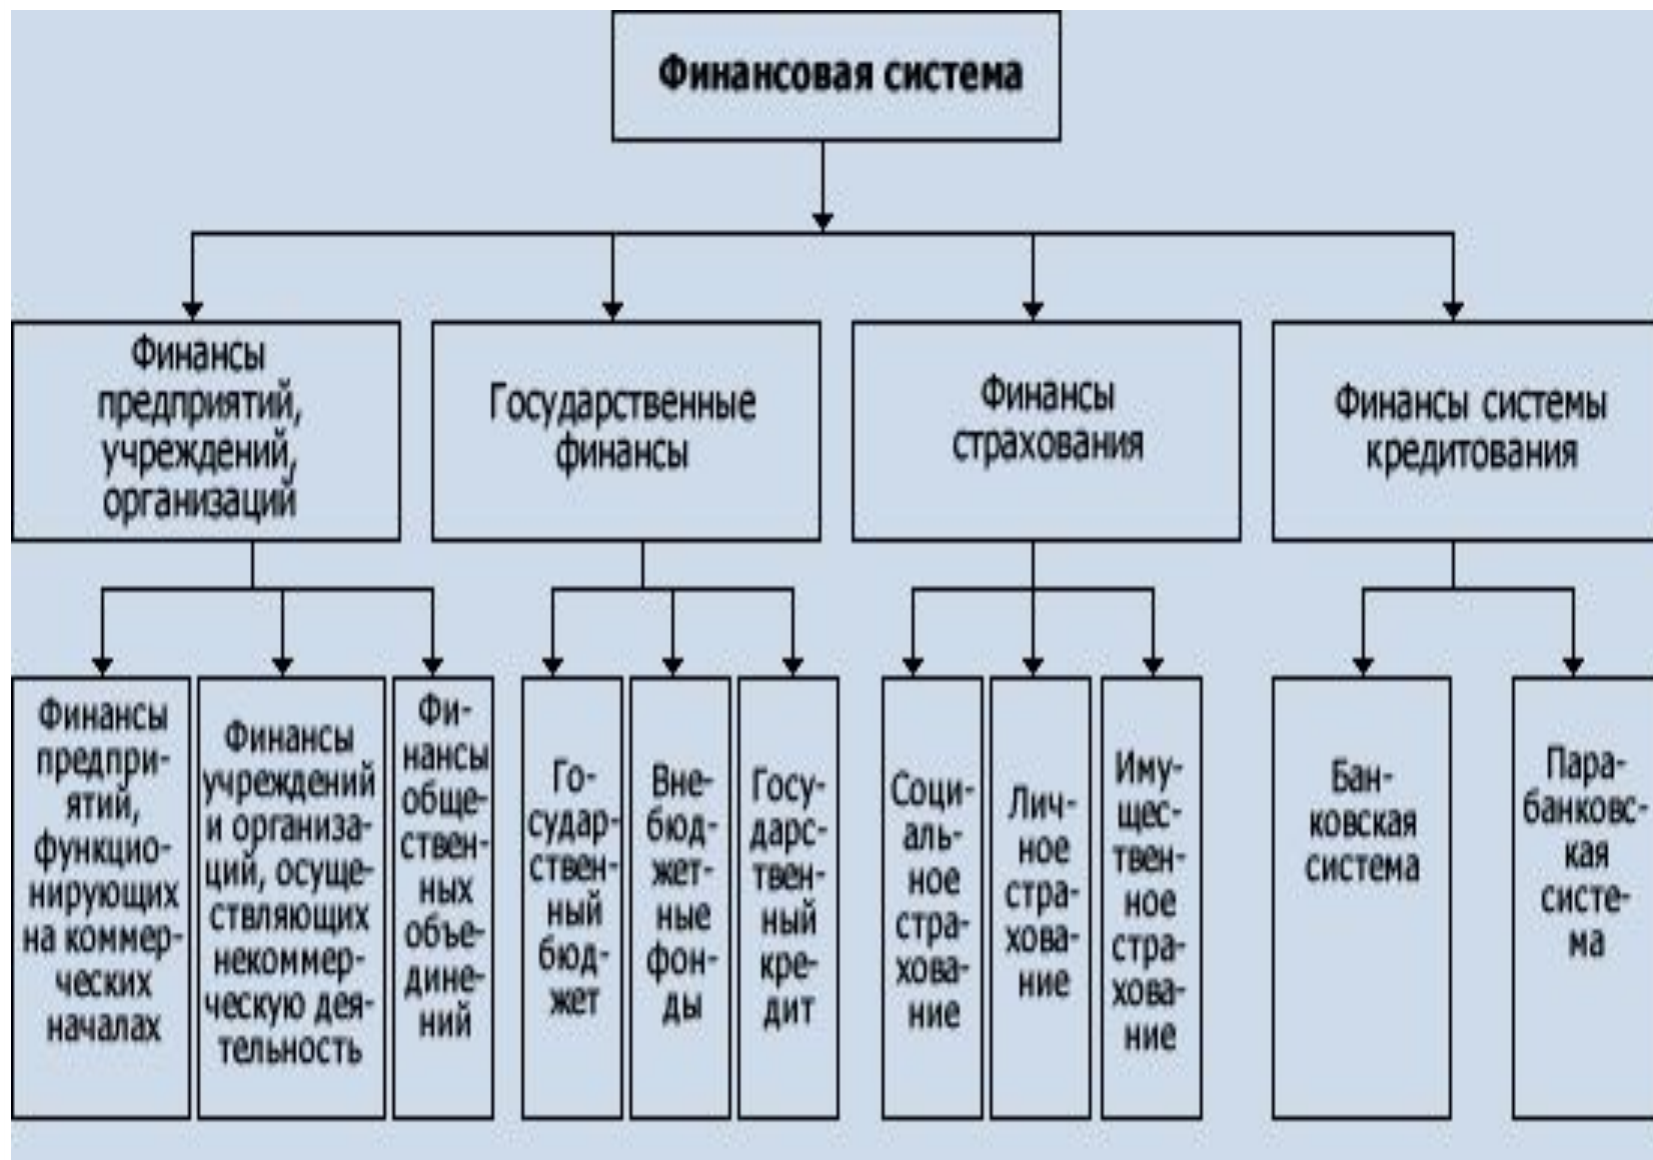 Финансовая система
Финансы
предприятий,
учреждений,
организаций
Государственные
финансы
Финансы
страхования
Финансы системы
кредитования
Финансы
предпри-
ятий,
функцио-
нирующих
на коммер-
ческих
началах
Финансы
учреждений
и организа-
ций, осуще-
ствляющих
некоммер-
ческую дея-
тельность
Фи-
нансы
обще-
ствен-
ных
объе-
дине-
ний
Го-
судар-
ствен-
ный
бюд-
жет
Вне-
бюд-
жет-
ные
фон-
ды
Госу-
дарс-
твен-
ный
кре-
дит
Соци-
аль-
ное
стра-
хова-
ние
Лич-
ное
стра-
хова-
ние
Иму-
щес-
твен-
ное
стра-
хова-
ние
Бан-
ковская
система
Пара-
банковс-
кая
систе-
ма